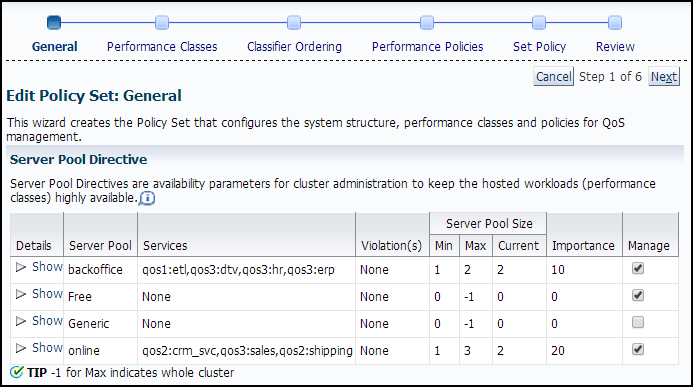 General Performance Classes Classifier Ordering Performance Policies Set Policy Review
Cancel Step 1 of 6 Next
Edit Policy Set: General
This wizard creates the Policy Set that configures the system structure, performance classes and policies for QoS
management.
Server Pool Directive
Server Pool Directives are availability parameters for cluster administration to keep the hosted workloads (performance
classes) highly available.
Server Pool Size
Details Server Pool Services Violation(s) Min Max Current Importance Manage
Show backoffice qos1:etl,qos3:dtv,qos3:hr,qos3:erp None 1 2 2 10
Show Free None None 0 -1 0 0
Show Generic None None 0 -1 0 0
Show online qos2:crm_svc,qos3:sales,qos2:shipping None 1 3 2 20
TIP -1 for Max indicates whole cluster